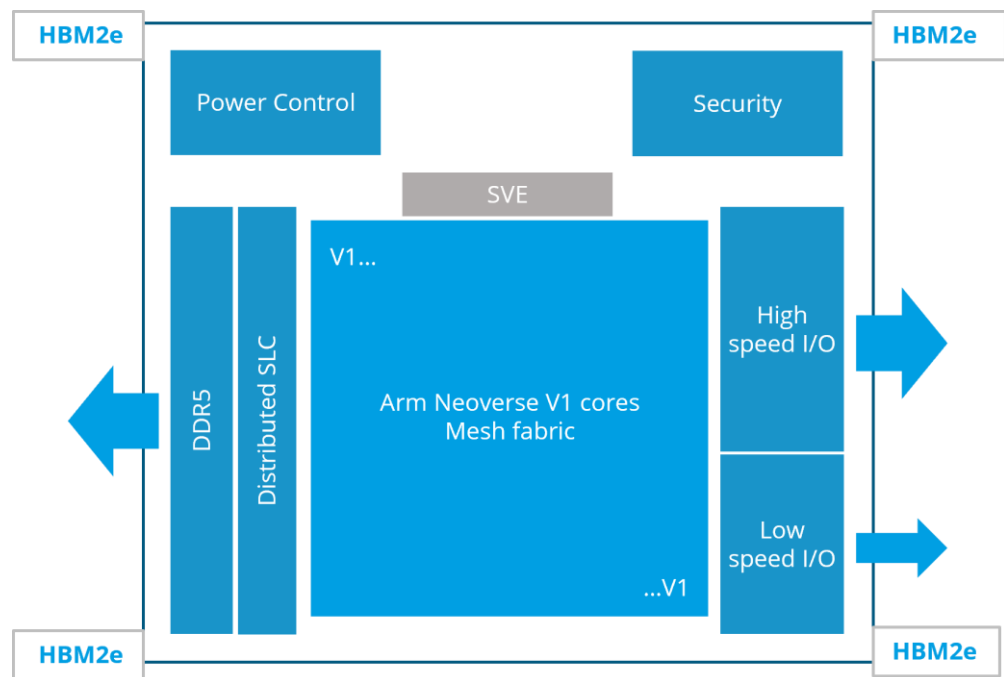 HBM2e
HBM2e
Power Control
Security
SVE
V1...
High
speed I/O
DDR5
Distributed SLC
Arm Neoverse V1 cores
Mesh fabric
Low
speed I/O
...V1
HBM2e
HBM2e